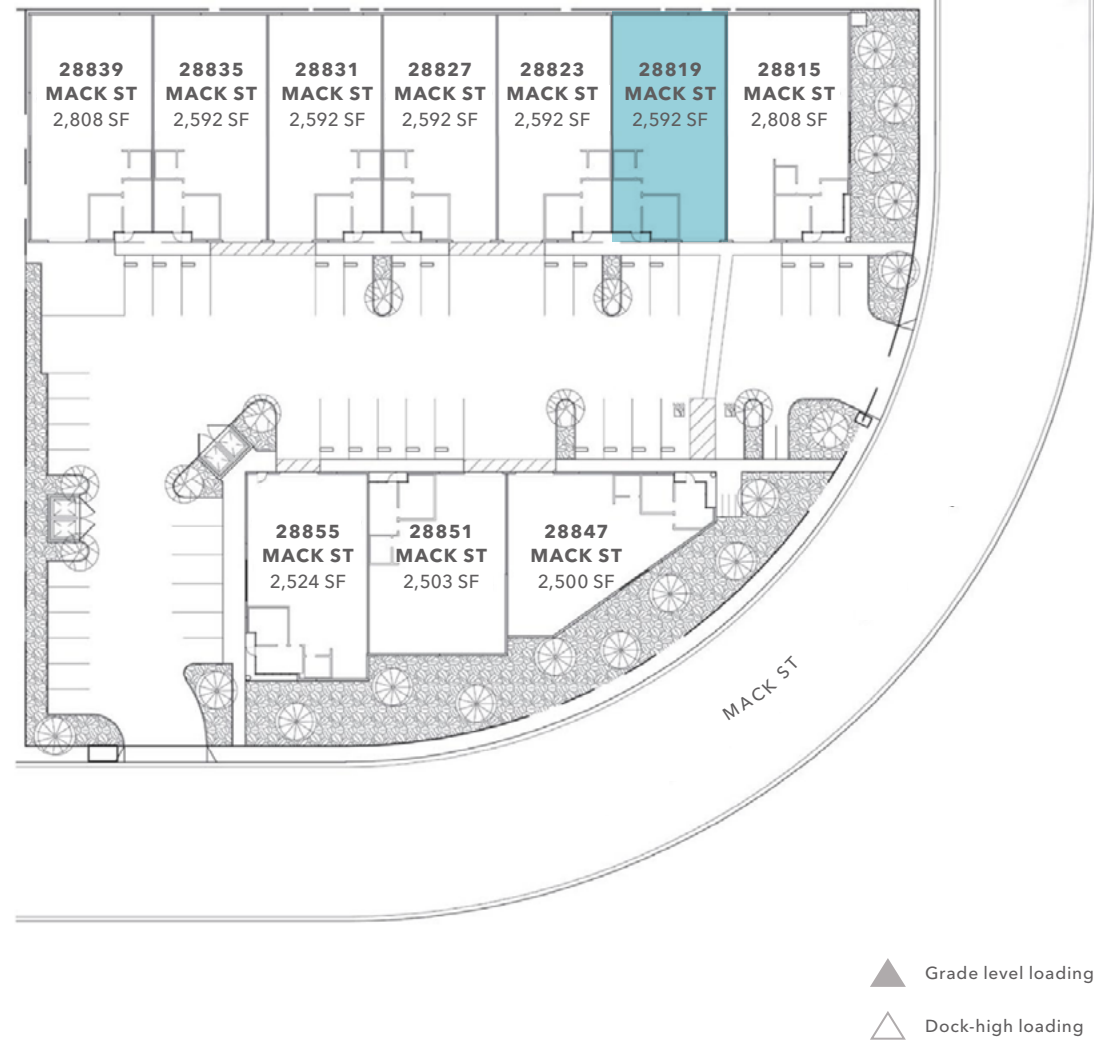 28839
MACK ST
2,808 SF
28835
MACK ST
2,592 SF
28831
MACK ST
2,592 SF
28827
MACK ST
2,592 SF
28823
MACK ST
2,592 SF
28819
MACK ST
2,592 SF
28815
MACK ST
2,808 SF
28855
MACK ST
2,524 SF
28851
MACK ST
2,503 SF
28847
MACK ST
2,500 SF
MACK ST
Grade level loading
Dock-high loading